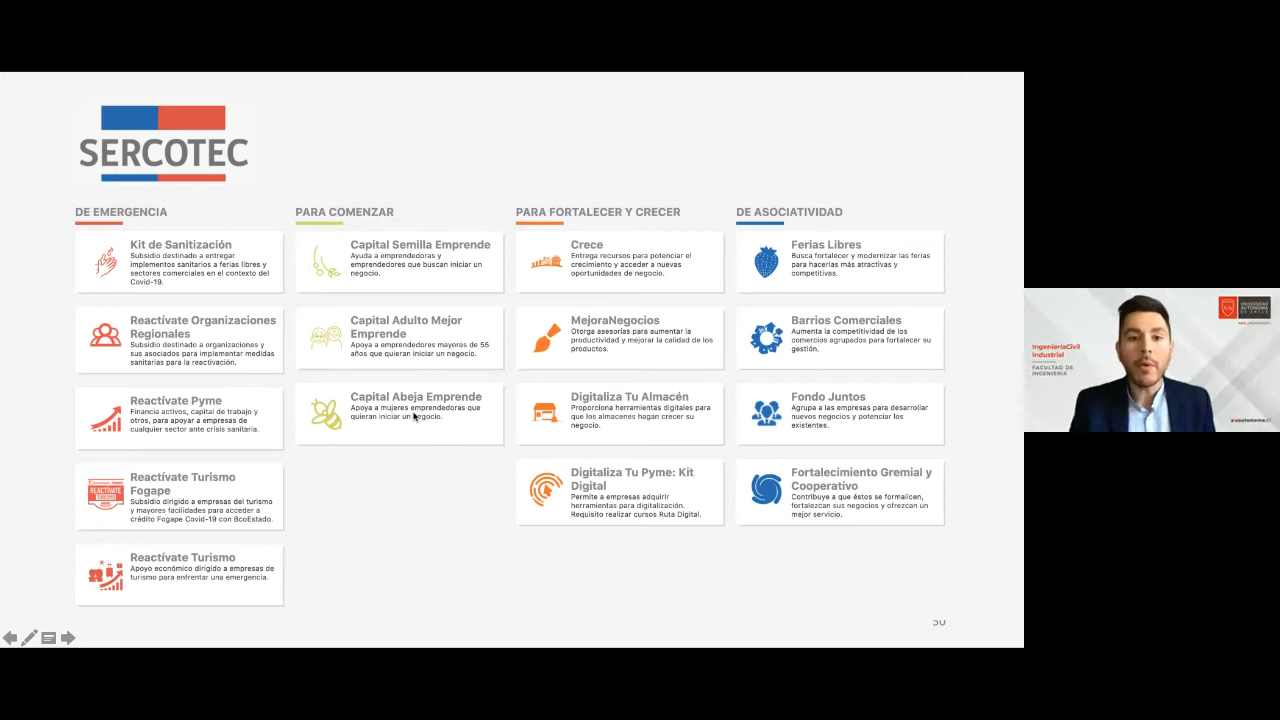 SERCOTEC
DE EMERGENCIA
Kit de Sanitización
Subsidio destinado a entregar
implementos sanitarios a ferias libres y
sectores comerciales en el contexto del
Covid-19.
Reactívate Organizaciones
Regionales
Subsidio destinado a organizaciones y
sus asociados para implementar medidas
sanitarias para la reactivación.
Reactívate Pyme
Financia activos, capital de trabajo y
otros, para apoyar a empresas de
cualquier sector ante crisis sanitaria.
REACTÍVATE
TURISMO
Reactívate Turismo
Fogape
Subsidio dirigido a empresas del turismo
y mayores facilidades para acceder a
crédito Fogape Covid-19 con BcoEstado.
Reactívate Turismo
Apoyo económico dirigido a empresas de
turismo para enfrentar una emergencia.
PARA COMENZAR
Capital Semilla Emprende
Ayuda a emprendedoras y
emprendedores que buscan iniciar un
negocio.
Capital Adulto Mejor
Emprende
Apoya a emprendedores mayores de 55
años que quieran iniciar un negocio.
Capital Abeja Emprende
Apoya a mujeres emprendedoras que
quieran iniciar un negocio.
PARA FORTALECER Y CRECER
Crece
Entrega recursos para potenciar el
crecimiento y acceder a nuevas
oportunidades de negocio.
MejoraNegocios
Otorga asesorías para aumentar la
productividad y mejorar la calidad de los
productos.
Digitaliza Tu Almacén
Proporciona herramientas digitales para
que los almacenes hagan crecer su
negocio.
Digitaliza Tu Pyme: Kit
Digital
Permite a empresas adquirir
herramientas para digitalización.
Requisito realizar cursos Ruta Digital.
DE ASOCIATIVIDAD
Ferias Libres
Busca fortalecer y modernizar las ferias
para hacerlas más atractivas y
competitivas.
Barrios Comerciales
Aumenta la competitividad de los
comercios agrupados para fortalecer su
gestión.
Fondo Juntos
Agrupa a las empresas para desarrollar
nuevos negocios y potenciar los
existentes.
Fortalecimiento Gremial y
Cooperativo
Contribuye a que éstos se formalicen,
fortalezcan sus negocios y ofrezcan un
mejor servicio.
IngenieríaCivil
Industrial
FACULTAD DE
INGENIERÍA
UA
UNIVERSIDAD
AUTÓNOMA
DE CHILE
uautonoma.cl